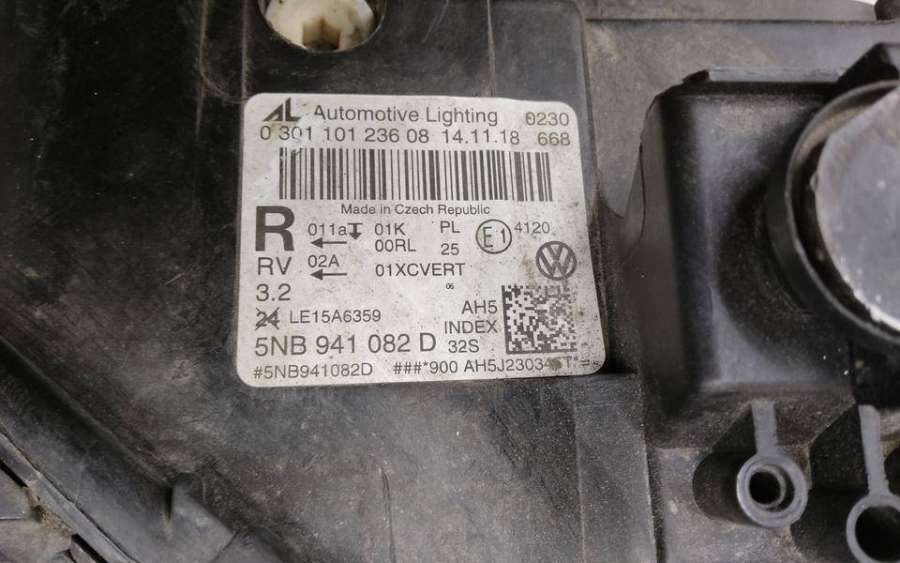 AL Automotive Lighting 0230
0 301 101 236 08 14.11.18 668
Made in Czech Republic
R 011a 01K PL E1 4120
00RL 25
RV 02A 01XCVERT
06
3.2
24 LE15A6359 AH5
INDEX
5NB 941 082 D 32S
#5NB941082D ###*900